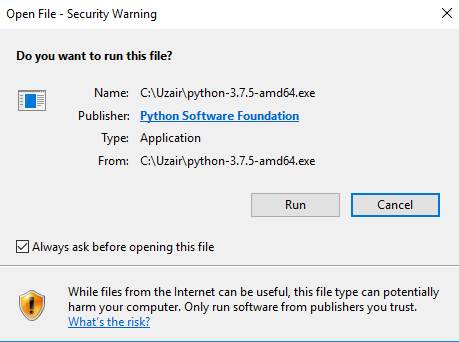 Open File - Security Warning
Do you want to run this file?
Name: C:\Uzair\python-3.7.5-amd64.exe
Publisher: Python Software Foundation
Type: Application
From: C:\Uzair\python-3.7.5-amd64.exe
Run Cancel
Always ask before opening this file
While files from the Internet can be useful, this file type can potentially
harm your computer. Only run software from publishers you trust.
What's the risk?